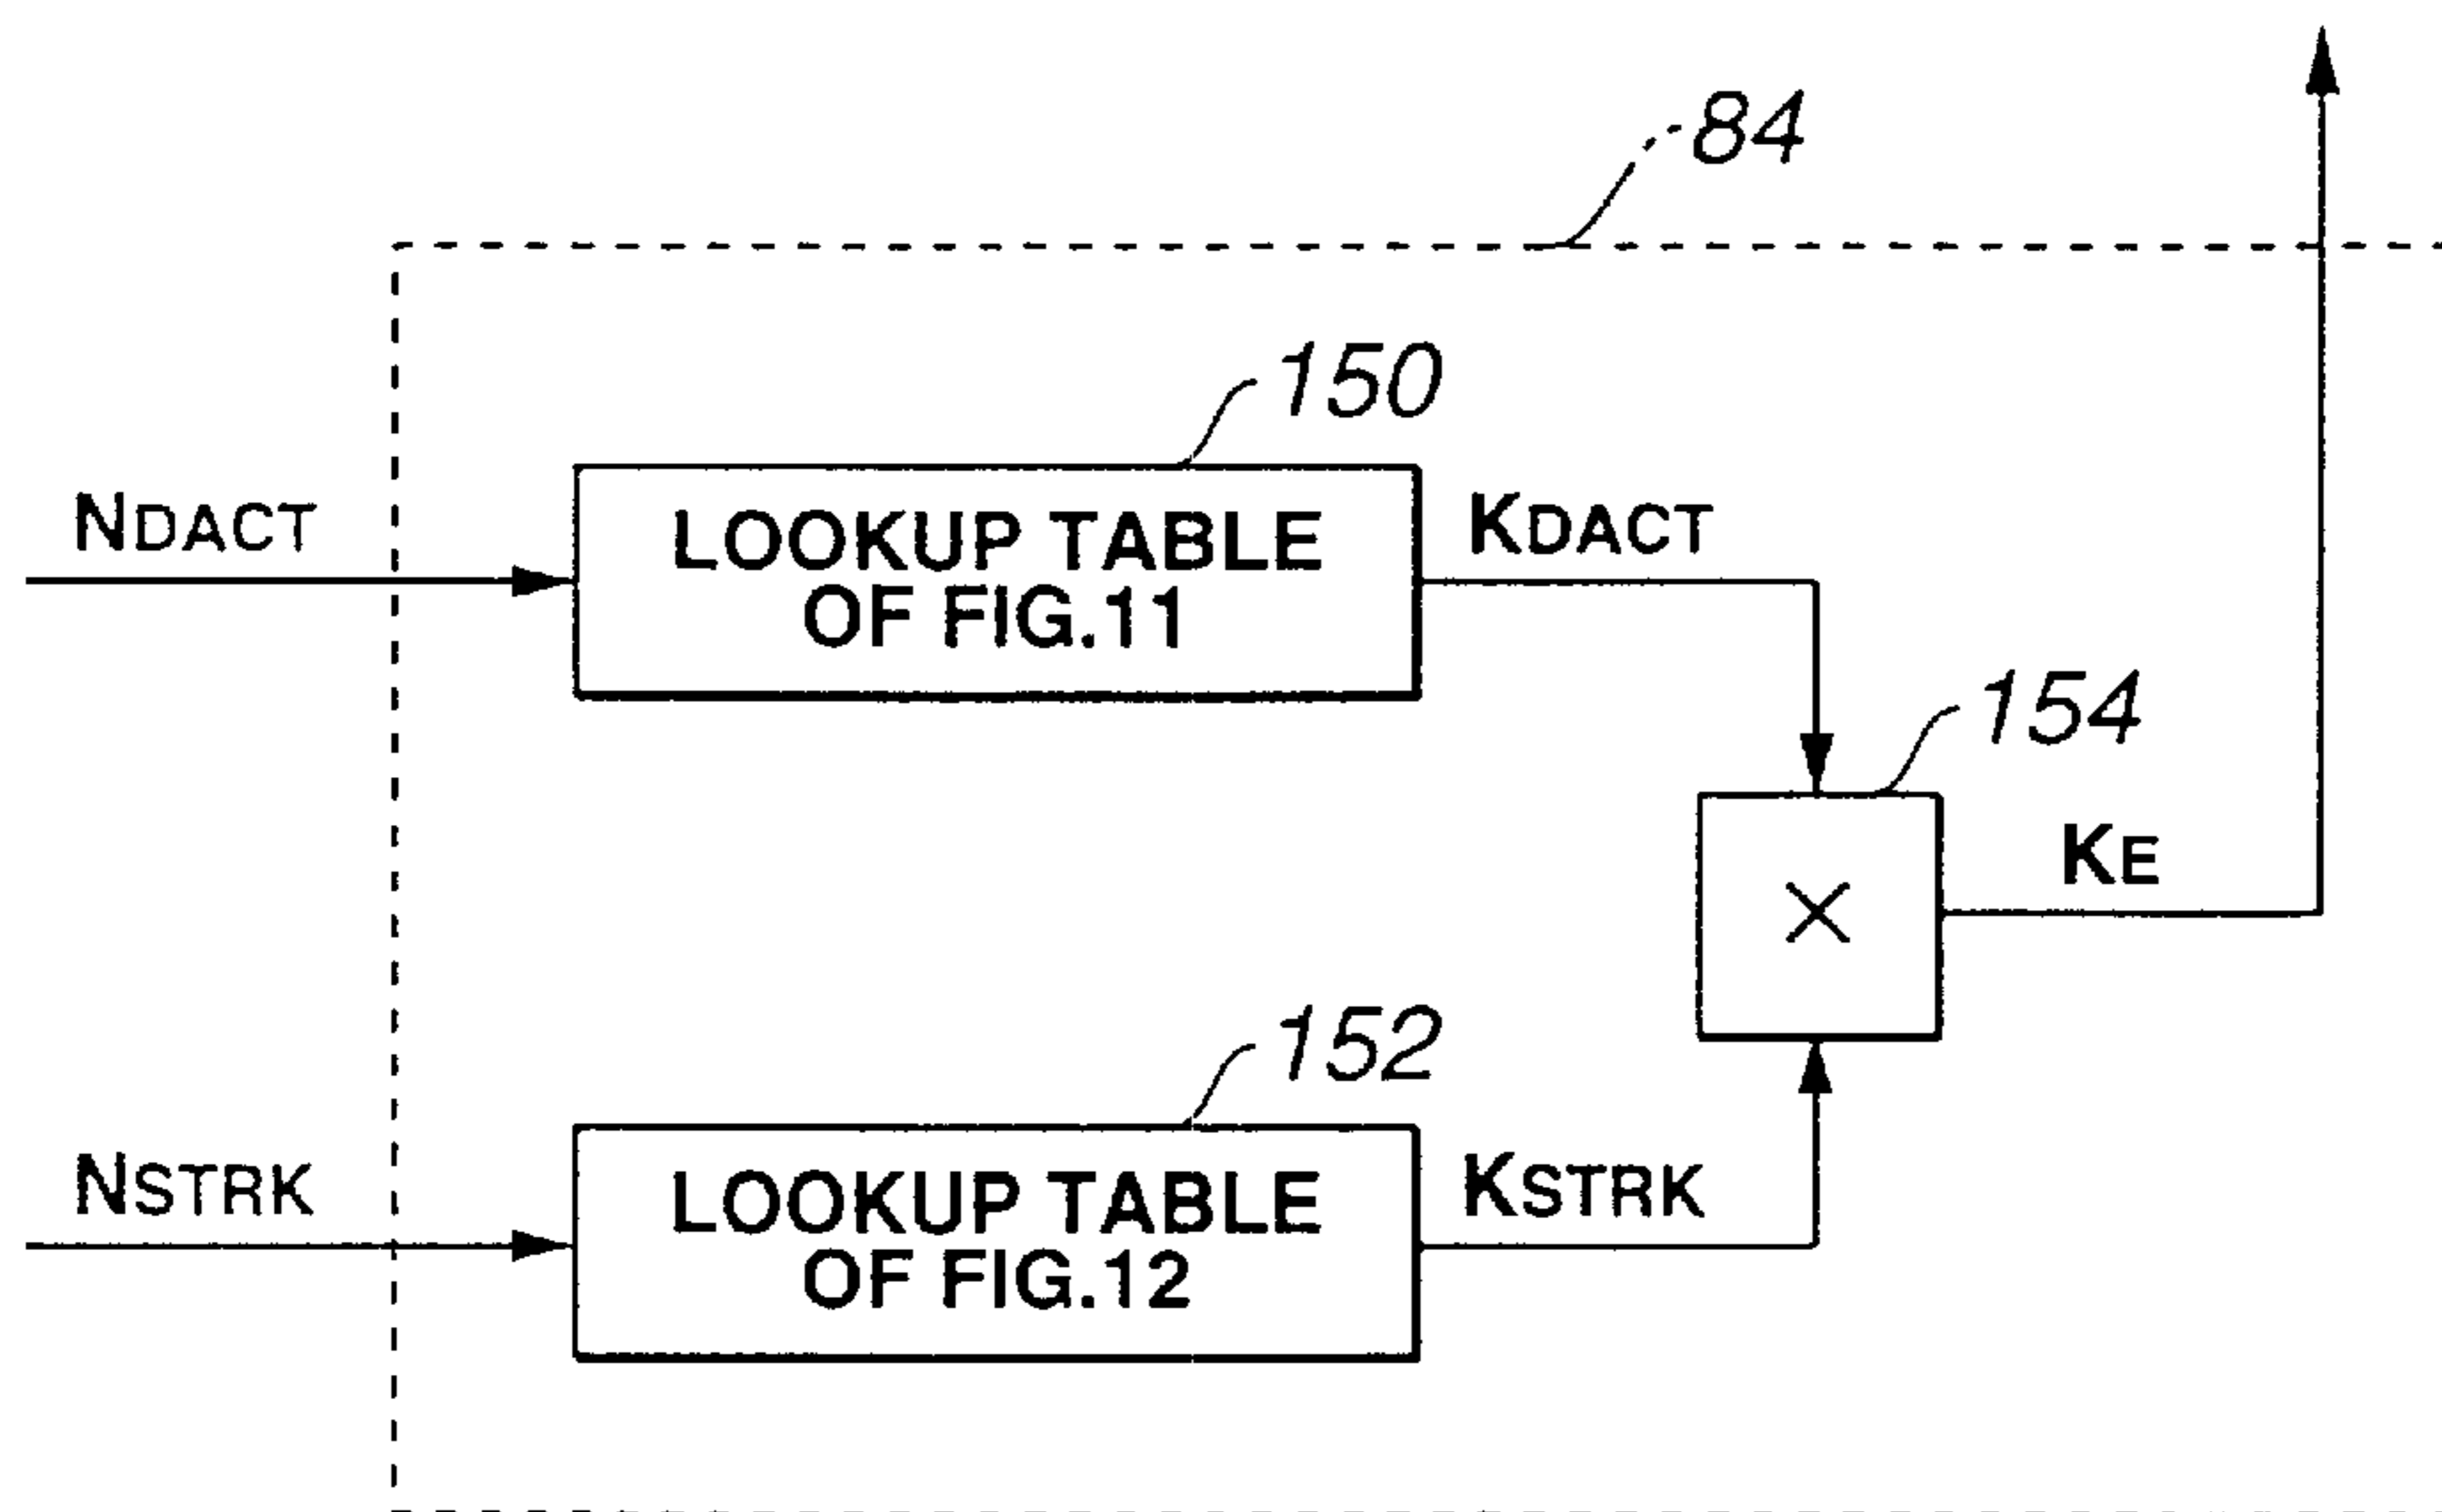 84
150
NDACT
LOOKUP TABLE
OF FIG.11
KDACT
154
×
KE
152
NSTRK
LOOKUP TABLE
OF FIG.12
KSTRK